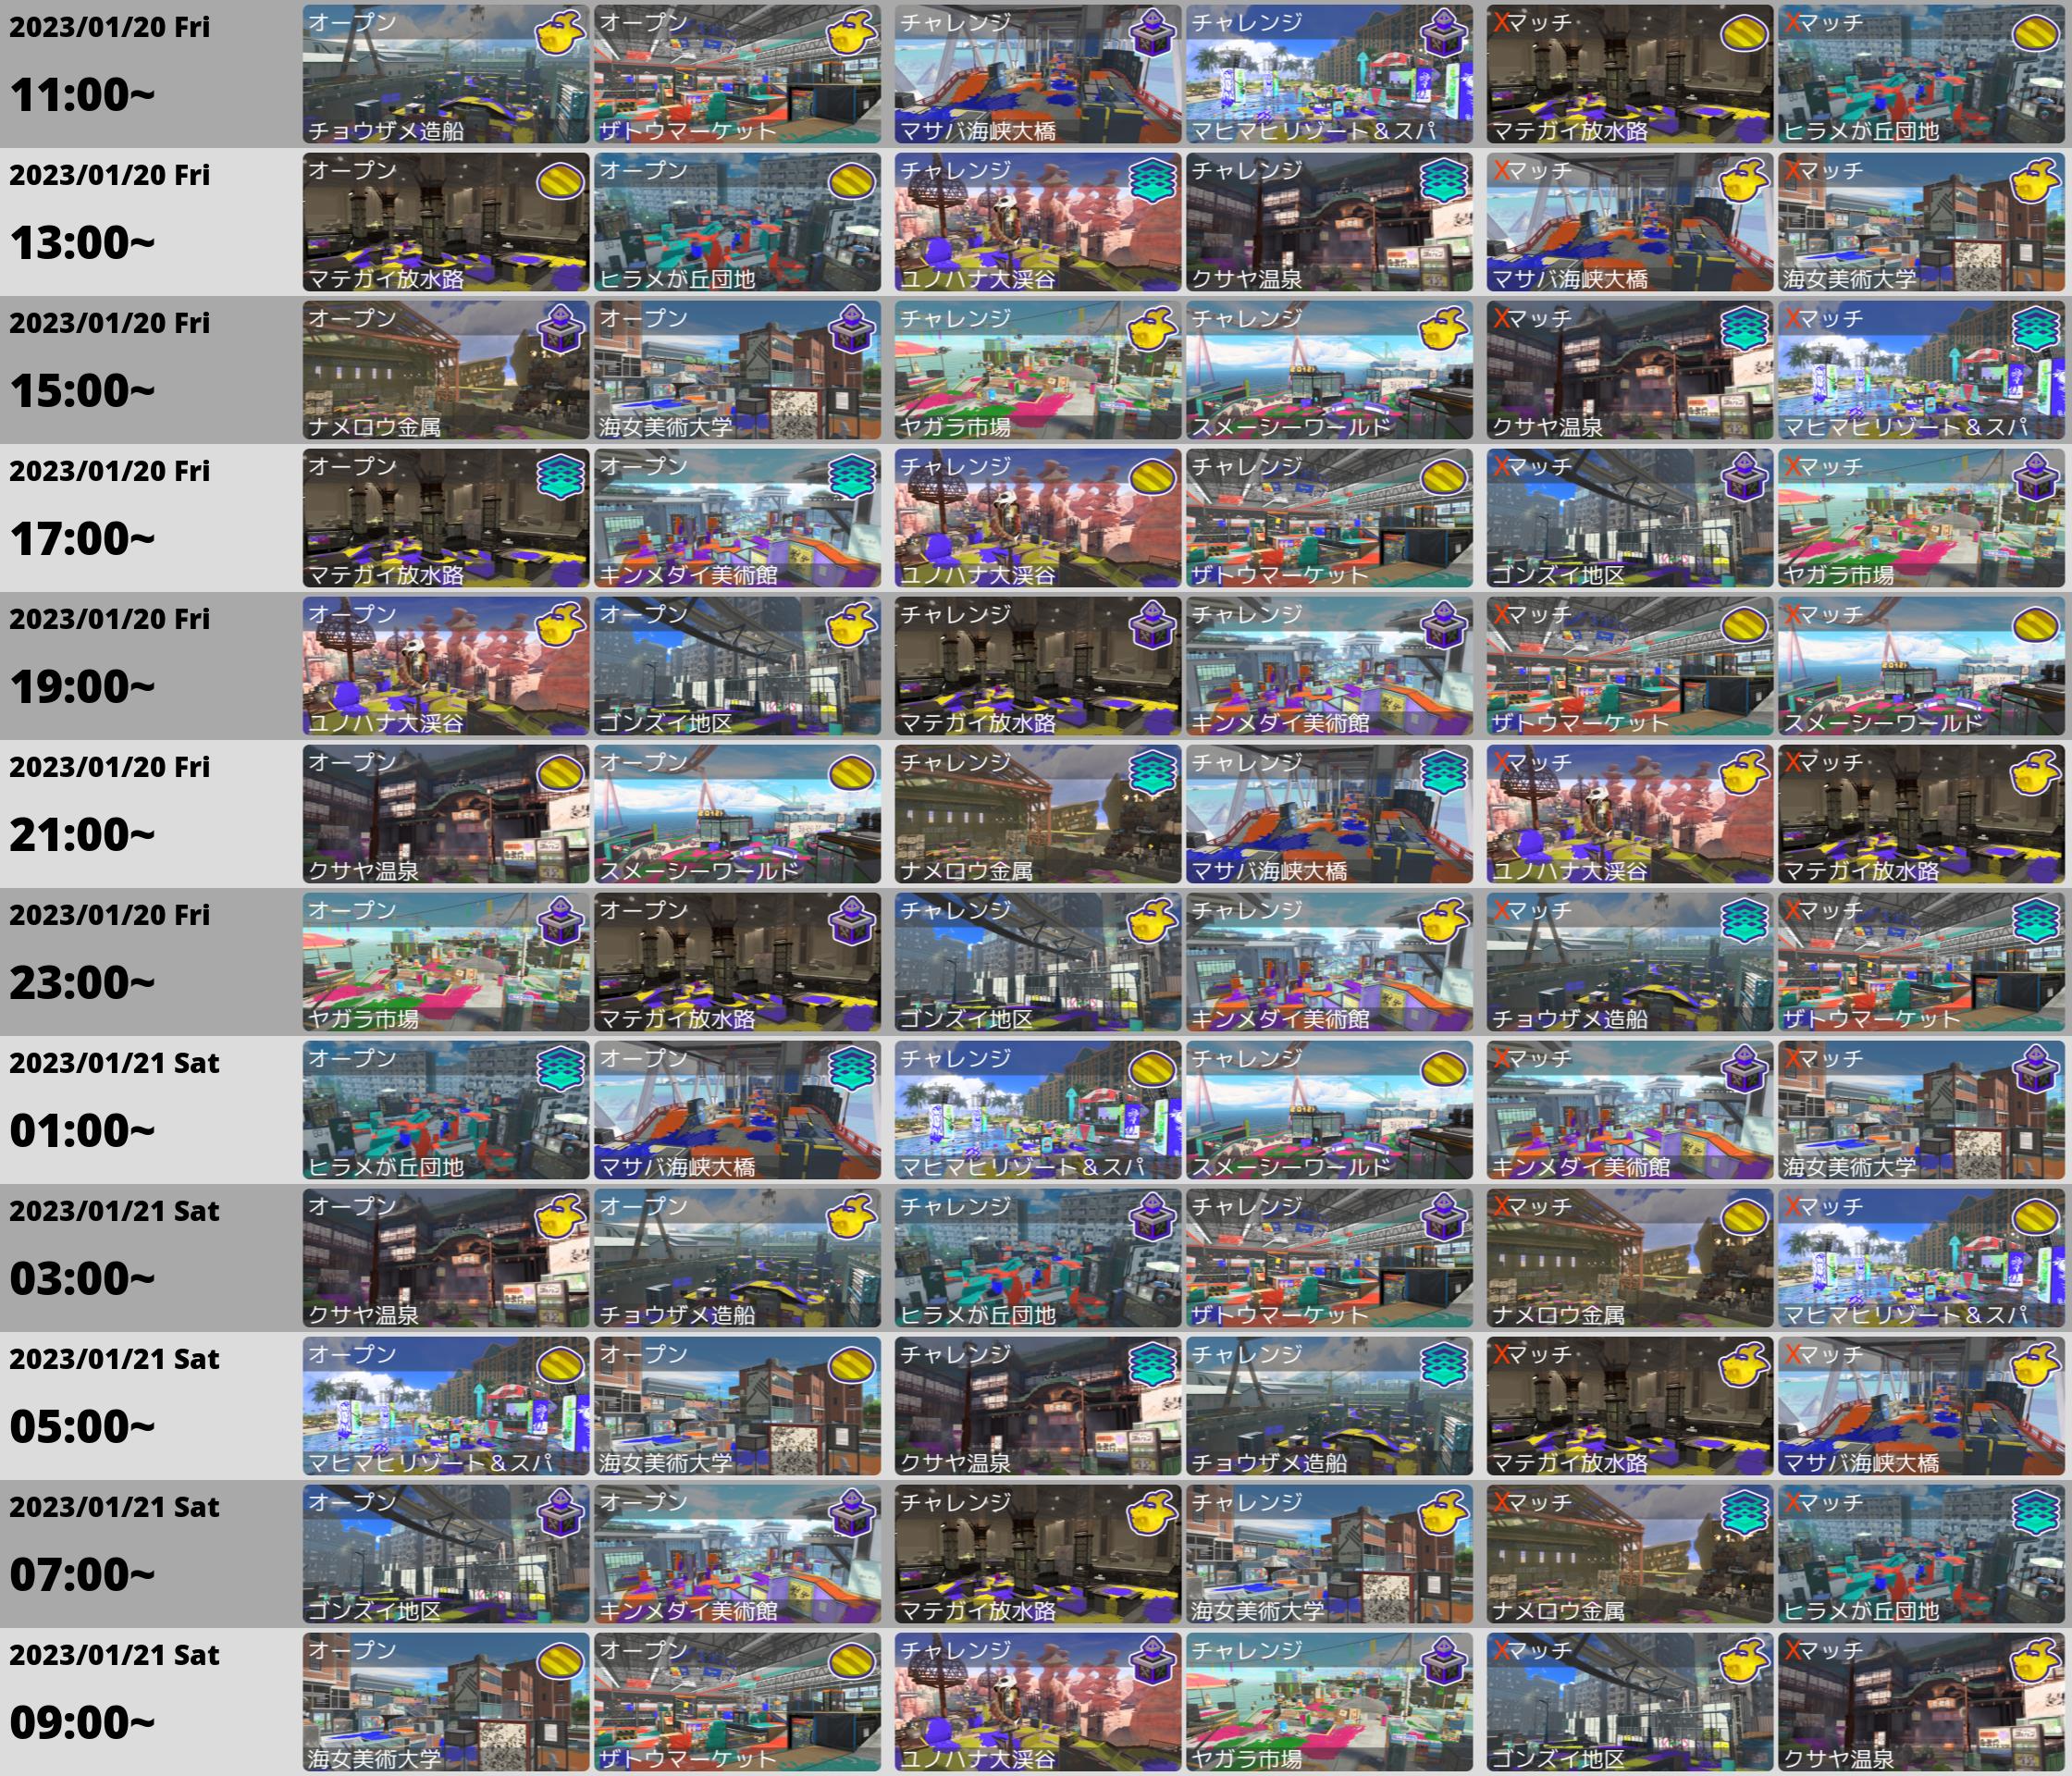 2023/01/20 Fri
11:00~
オープン オープン チャレンジ チャレンジ Xマッチ Xマッチ
チョウザメ造船 ザトウマーケット マサバ海峡大橋 マヒマヒリゾート＆スパ マテガイ放水路 ヒラメが丘団地
2023/01/20 Fri
13:00~
オープン オープン チャレンジ チャレンジ Xマッチ Xマッチ
マテガイ放水路 ヒラメが丘団地 ユノハナ大渓谷 クサヤ温泉 マサバ海峡大橋 海女美術大学
2023/01/20 Fri
15:00~
オープン オープン チャレンジ チャレンジ Xマッチ Xマッチ
ナメロウ金属 海女美術大学 ヤガラ市場 スメーシーワールド クサヤ温泉 マヒマヒリゾート＆スパ
2023/01/20 Fri
17:00~
オープン オープン チャレンジ チャレンジ Xマッチ Xマッチ
マテガイ放水路 キンメダイ美術館 ユノハナ大渓谷 ザトウマーケット ゴンズイ地区 ヤガラ市場
2023/01/20 Fri
19:00~
オープン オープン チャレンジ チャレンジ Xマッチ Xマッチ
ユノハナ大渓谷 ゴンズイ地区 マテガイ放水路 キンメダイ美術館 ザトウマーケット スメーシーワールド
2023/01/20 Fri
21:00~
オープン オープン チャレンジ チャレンジ Xマッチ Xマッチ
クサヤ温泉 スメーシーワールド ナメロウ金属 マサバ海峡大橋 ユノハナ大渓谷 マテガイ放水路
2023/01/20 Fri
23:00~
オープン オープン チャレンジ チャレンジ Xマッチ Xマッチ
ヤガラ市場 マテガイ放水路 ゴンズイ地区 キンメダイ美術館 チョウザメ造船 ザトウマーケット
2023/01/21 Sat
01:00~
オープン オープン チャレンジ チャレンジ Xマッチ Xマッチ
ヒラメが丘団地 マサバ海峡大橋 マヒマヒリゾート＆スパ スメーシーワールド キンメダイ美術館 海女美術大学
2023/01/21 Sat
03:00~
オープン オープン チャレンジ チャレンジ Xマッチ Xマッチ
クサヤ温泉 チョウザメ造船 ヒラメが丘団地 ザトウマーケット ナメロウ金属 マヒマヒリゾート＆スパ
2023/01/21 Sat
05:00~
オープン オープン チャレンジ チャレンジ Xマッチ Xマッチ
マヒマヒリゾート＆スパ 海女美術大学 クサヤ温泉 チョウザメ造船 マテガイ放水路 マサバ海峡大橋
2023/01/21 Sat
07:00~
オープン オープン チャレンジ チャレンジ Xマッチ Xマッチ
ゴンズイ地区 キンメダイ美術館 マテガイ放水路 海女美術大学 ナメロウ金属 ヒラメが丘団地
2023/01/21 Sat
09:00~
オープン オープン チャレンジ チャレンジ Xマッチ Xマッチ
海女美術大学 ザトウマーケット ユノハナ大渓谷 ヤガラ市場 ゴンズイ地区 クサヤ温泉